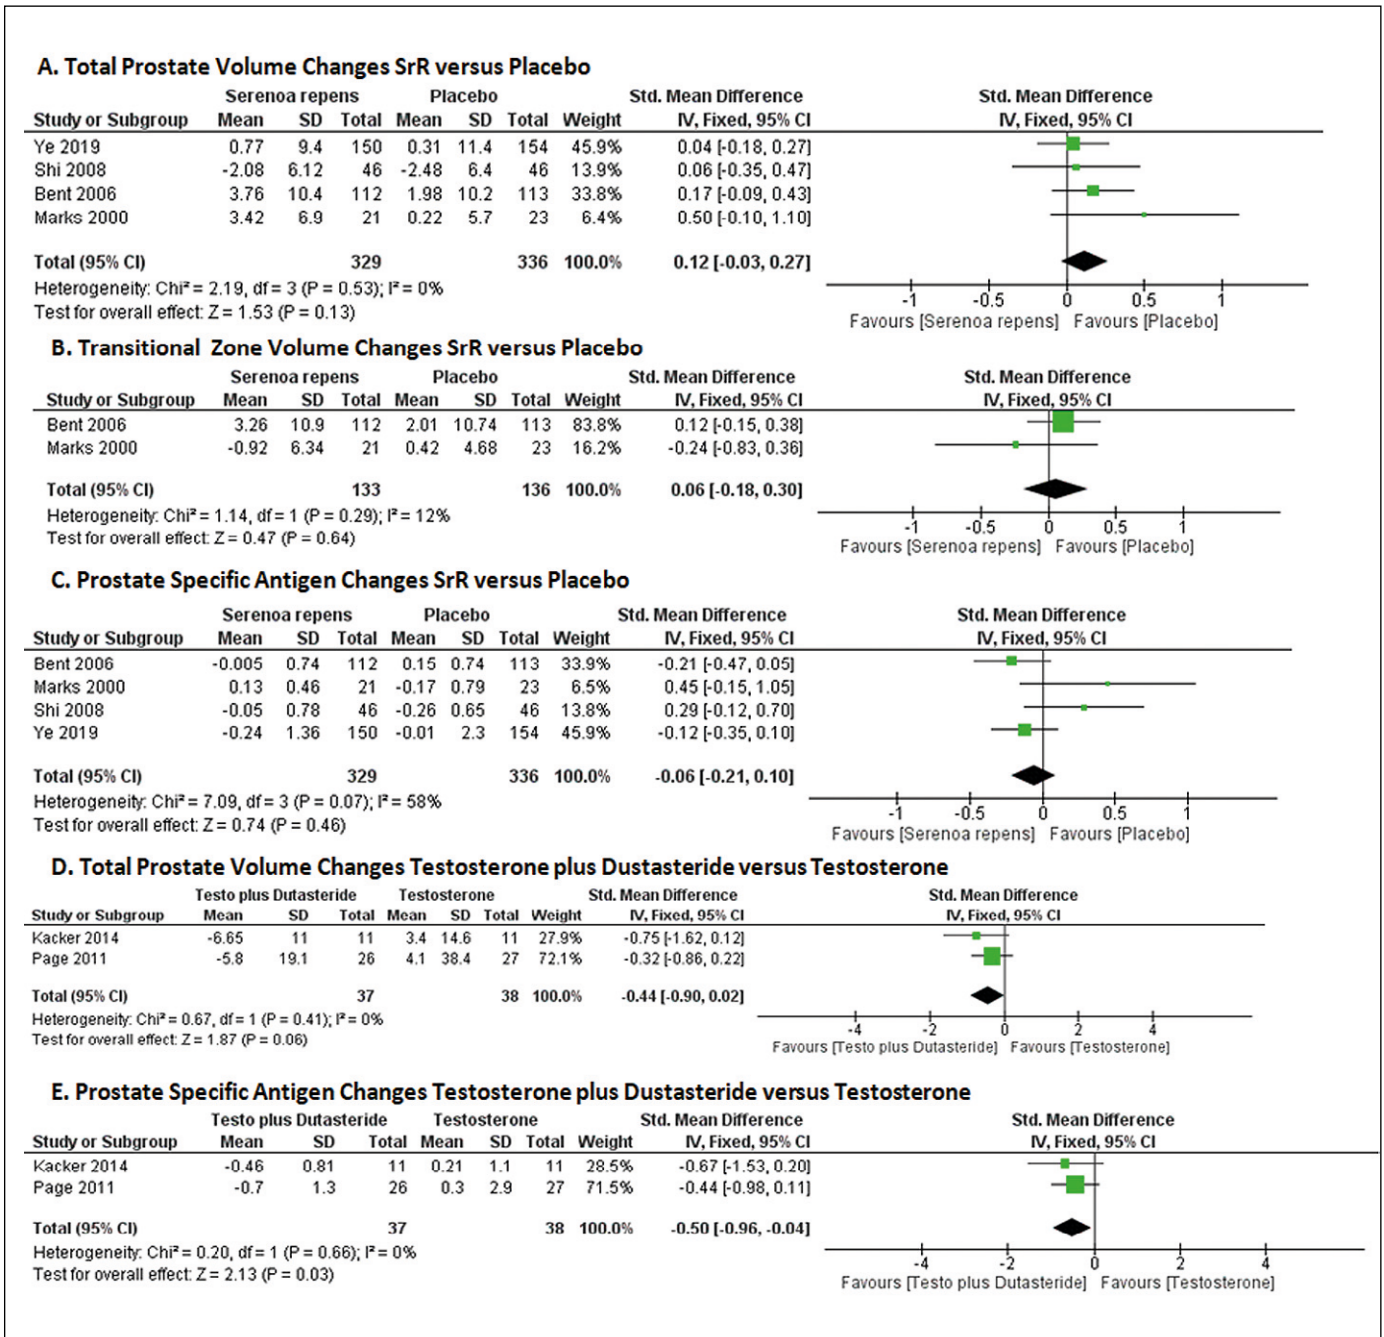 A. Total Prostate Volume Changes SrR versus Placebo
Serenoa repens Placebo Std. Mean Difference Std. Mean Difference
Study or Subgroup Mean SD Total Mean SD Total Weight IV, Fixed, 95% CI IV, Fixed, 95% CI
Ye 2019 0.77 9.4 150 0.31 11.4 154 45.9% 0.04 [-0.18, 0.27]
Shi 2008 -2.08 6.12 46 -2.48 6.4 46 13.9% 0.06 [-0.35, 0.47]
Bent 2006 3.76 10.4 112 1.98 10.2 113 33.8% 0.17 [-0.09, 0.43]
Marks 2000 3.42 6.9 21 0.22 5.7 23 6.4% 0.50 [-0.10, 1.10]
Total (95% CI) 329 336 100.0% 0.12 [-0.03, 0.27]
Heterogeneity: Chi² = 2.19, df = 3 (P = 0.53); I² = 0%
Test for overall effect: Z = 1.53 (P = 0.13)
-1 -0.5 0 0.5 1
Favours [Serenoa repens] Favours [Placebo]
B. Transitional Zone Volume Changes SrR versus Placebo
Serenoa repens Placebo Std. Mean Difference Std. Mean Difference
Study or Subgroup Mean SD Total Mean SD Total Weight IV, Fixed, 95% CI IV, Fixed, 95% CI
Bent 2006 3.26 10.9 112 2.01 10.74 113 83.8% 0.12 [-0.15, 0.38]
Marks 2000 -0.92 6.34 21 0.42 4.68 23 16.2% -0.24 [-0.83, 0.36]
Total (95% CI) 133 136 100.0% 0.06 [-0.18, 0.30]
Heterogeneity: Chi² = 1.14, df = 1 (P = 0.29); I² = 12%
Test for overall effect: Z = 0.47 (P = 0.64)
-1 -0.5 0 0.5 1
Favours [Serenoa repens] Favours [Placebo]
C. Prostate Specific Antigen Changes SrR versus Placebo
Serenoa repens Placebo Std. Mean Difference Std. Mean Difference
Study or Subgroup Mean SD Total Mean SD Total Weight IV, Fixed, 95% CI IV, Fixed, 95% CI
Bent 2006 -0.005 0.74 112 0.15 0.74 113 33.9% -0.21 [-0.47, 0.05]
Marks 2000 0.13 0.46 21 -0.17 0.79 23 6.5% 0.45 [-0.15, 1.05]
Shi 2008 -0.05 0.78 46 -0.26 0.65 46 13.8% 0.29 [-0.12, 0.70]
Ye 2019 -0.24 1.36 150 -0.01 2.3 154 45.9% -0.12 [-0.35, 0.10]
Total (95% CI) 329 336 100.0% -0.06 [-0.21, 0.10]
Heterogeneity: Chi² = 7.09, df = 3 (P = 0.07); I² = 58%
Test for overall effect: Z = 0.74 (P = 0.46)
-1 -0.5 0 0.5 1
Favours [Serenoa repens] Favours [Placebo]
D. Total Prostate Volume Changes Testosterone plus Dustasteride versus Testosterone
Testo plus Dutasteride Testosterone Std. Mean Difference Std. Mean Difference
Study or Subgroup Mean SD Total Mean SD Total Weight IV, Fixed, 95% CI IV, Fixed, 95% CI
Kacker 2014 -6.65 11 11 3.4 14.6 11 27.9% -0.75 [-1.62, 0.12]
Page 2011 -5.8 19.1 26 4.1 38.4 27 72.1% -0.32 [-0.86, 0.22]
Total (95% CI) 37 38 100.0% -0.44 [-0.90, 0.02]
Heterogeneity: Chi² = 0.67, df = 1 (P = 0.41); I² = 0%
Test for overall effect: Z = 1.87 (P = 0.06)
-4 -2 0 2 4
Favours [Testo plus Dutasteride] Favours [Testosterone]
E. Prostate Specific Antigen Changes Testosterone plus Dustasteride versus Testosterone
Testo plus Dutasteride Testosterone Std. Mean Difference Std. Mean Difference
Study or Subgroup Mean SD Total Mean SD Total Weight IV, Fixed, 95% CI IV, Fixed, 95% CI
Kacker 2014 -0.46 0.81 11 0.21 1.1 11 28.5% -0.67 [-1.53, 0.20]
Page 2011 -0.7 1.3 26 0.3 2.9 27 71.5% -0.44 [-0.98, 0.11]
Total (95% CI) 37 38 100.0% -0.50 [-0.96, -0.04]
Heterogeneity: Chi² = 0.20, df = 1 (P = 0.66); I² = 0%
Test for overall effect: Z = 2.13 (P = 0.03)
-4 -2 0 2 4
Favours [Testo plus Dutasteride] Favours [Testosterone]